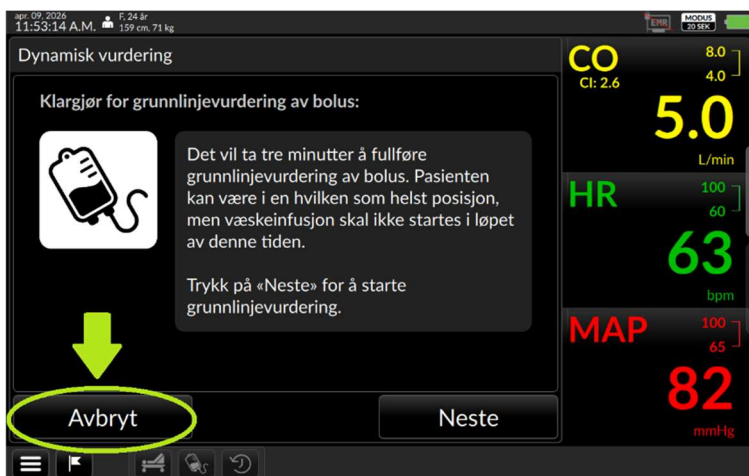 apr. 09, 2026
11:53:14 A.M.
F, 24 år
159 cm, 71 kg
EMR
MODUS
20 SEK
Dynamisk vurdering
Klargjør for grunnlinjevurdering av bolus:
Det vil ta tre minutter å fullføre
grunnlinjevurdering av bolus. Pasienten
kan være i en hvilken som helst posisjon,
men væskeinfusjon skal ikke startes i løpet
av denne tiden.
Trykk på «Neste» for å starte
grunnlinjevurdering.
Avbryt
Neste
CO
CI: 2.6
8.0
4.0
5.0
L/min
HR
100
60
63
bpm
MAP
100
65
82
mmHg